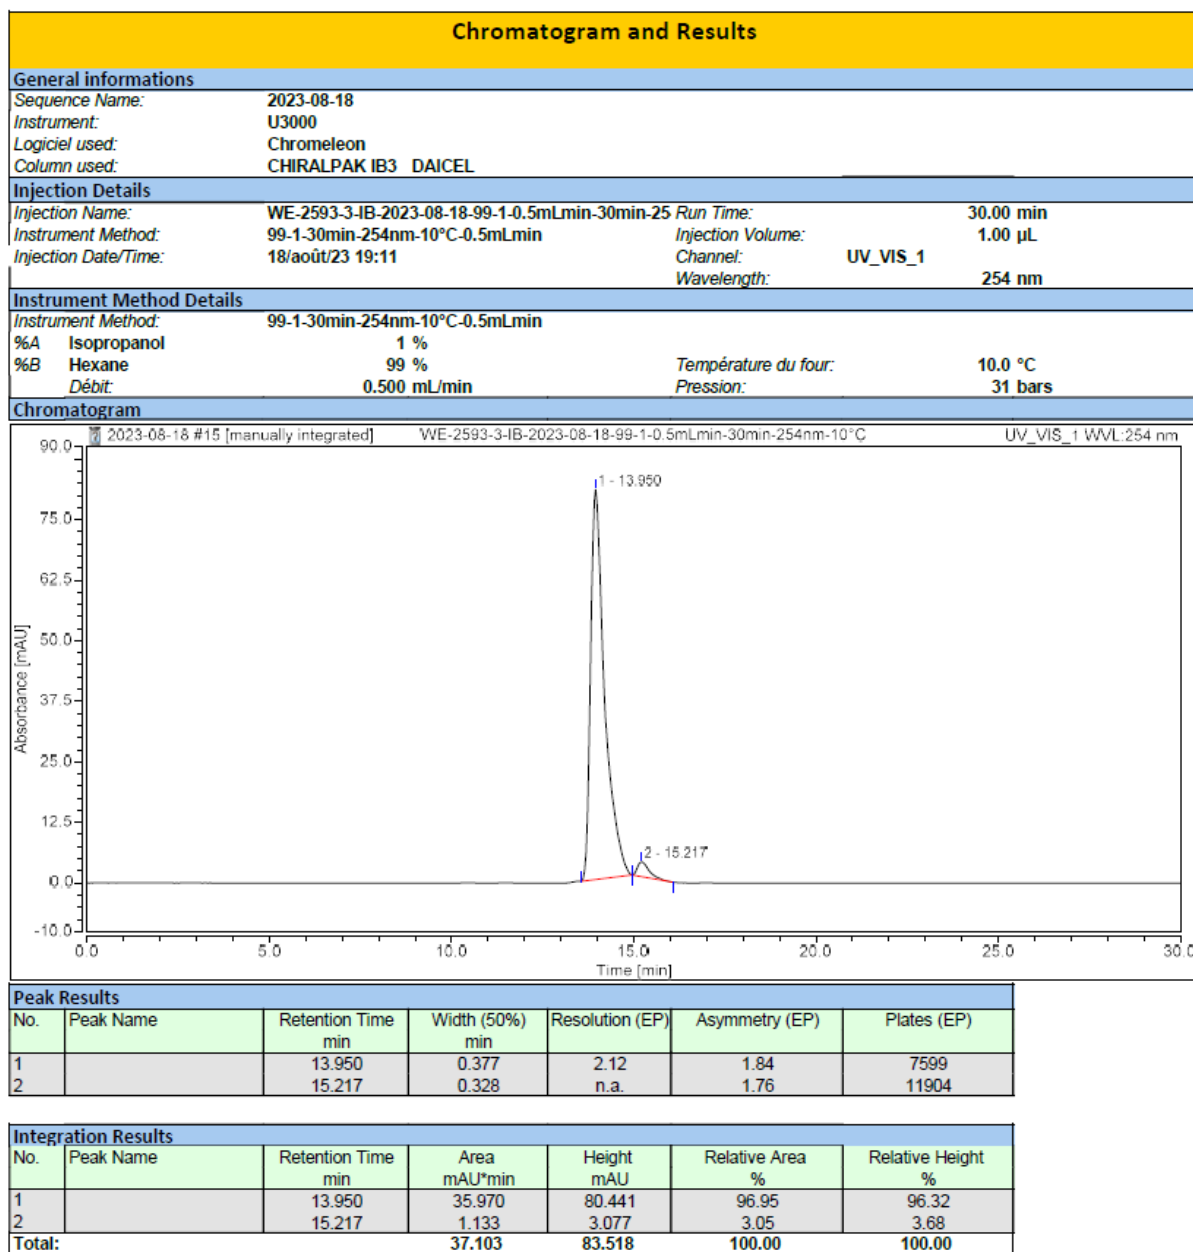 Chromatogram and Results
General informations
Sequence Name: 2023-08-18
Instrument: U3000
Logiciel used: Chromeleon
Column used: CHIRALPAK IB3 DAICEL
Injection Details
Injection Name: WE-2593-3-IB-2023-08-18-99-1-0.5mLmin-30min-25 Run Time: 30.00 min
Instrument Method: 99-1-30min-254nm-10°C-0.5mLmin Injection Volume: 1.00 µL
Injection Date/Time: 18/août/23 19:11 Channel: UV_VIS_1
Wavelength: 254 nm
Instrument Method Details
Instrument Method: 99-1-30min-254nm-10°C-0.5mLmin
%A Isopropanol 1 %
%B Hexane 99 % Température du four: 10.0 °C
Débit: 0.500 mL/min Pression: 31 bars
Chromatogram
2023-08-18 #15 [manually integrated] WE-2593-3-IB-2023-08-18-99-1-0.5mLmin-30min-254nm-10°C UV_VIS_1 WVL:254 nm
90.0
75.0
62.5
50.0
37.5
25.0
12.5
0.0
-10.0
Absorbance [mAU]
1 - 13.950
2 - 15.217
0.0 5.0 10.0 15.0 20.0 25.0 30.0
Time [min]
Peak Results
No. Peak Name Retention Time Width (50%) Resolution (EP) Asymmetry (EP) Plates (EP)
min min
1 13.950 0.377 2.12 1.84 7599
2 15.217 0.328 n.a. 1.76 11904
Integration Results
No. Peak Name Retention Time Area Height Relative Area Relative Height
min mAU*min mAU % %
1 13.950 35.970 80.441 96.95 96.32
2 15.217 1.133 3.077 3.05 3.68
Total: 37.103 83.518 100.00 100.00